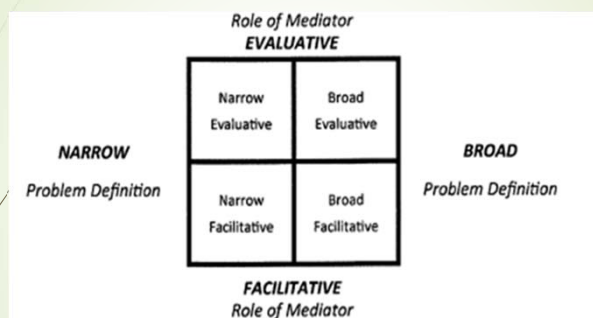 Role of Mediator
EVALUATIVE
Narrow
Evaluative
Broad
Evaluative
NARROW
Problem Definition
BROAD
Problem Definition
Narrow
Facilitative
Broad
Facilitative
FACILITATIVE
Role of Mediator